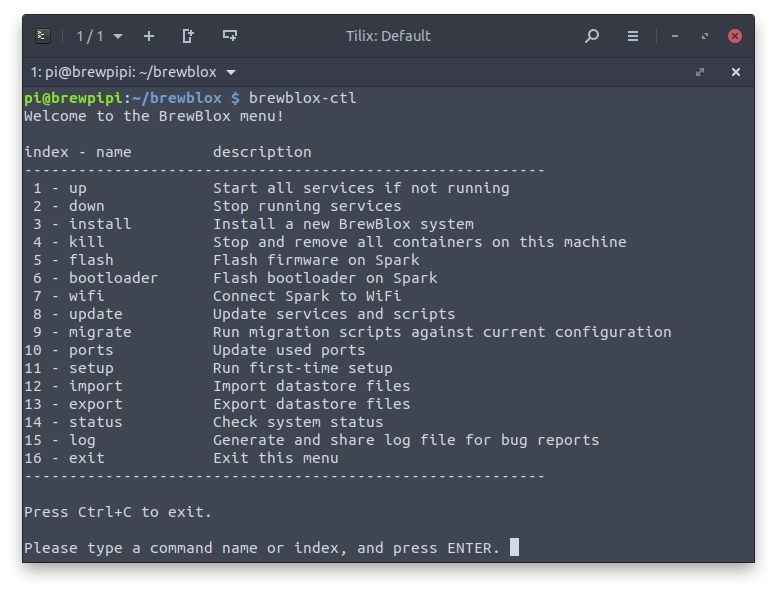 1 / 1
Tilix: Default
1: pi@brewpipi: ~/brewblox
pi@brewpipi:~/brewblox $ brewblox-ctl
Welcome to the BrewBlox menu!
index - name         description
----------------------------------------------------------
 1 - up              Start all services if not running
 2 - down            Stop running services
 3 - install         Install a new BrewBlox system
 4 - kill            Stop and remove all containers on this machine
 5 - flash           Flash firmware on Spark
 6 - bootloader      Flash bootloader on Spark
 7 - wifi            Connect Spark to WiFi
 8 - update          Update services and scripts
 9 - migrate         Run migration scripts against current configuration
10 - ports           Update used ports
11 - setup           Run first-time setup
12 - import          Import datastore files
13 - export          Export datastore files
14 - status          Check system status
15 - log             Generate and share log file for bug reports
16 - exit            Exit this menu
----------------------------------------------------------
Press Ctrl+C to exit.
Please type a command name or index, and press ENTER.